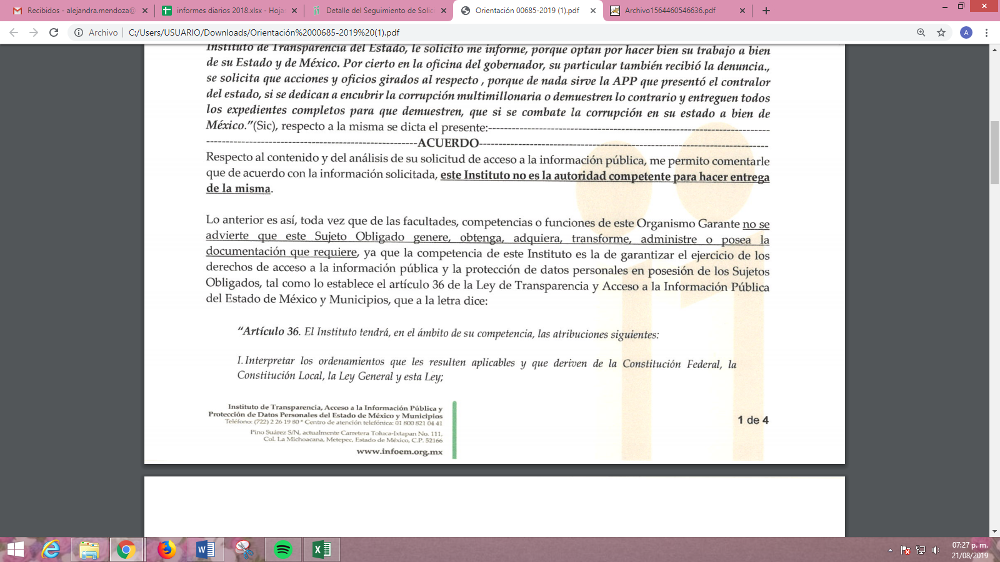 Recibidos - alejandra.mendoza@
informes diarios 2018.xlsx - Hoja
Detalle del Seguimiento de Solic
Orientación 00685-2019 (1).pdf
Archivo1564460546636.pdf
Archivo
C:/Users/USUARIO/Downloads/Orientación%2000685-2019%20(1).pdf
A
Instituto de Transparencia del Estado, le solicito me informe, porque optan por hacer bien su trabajo a bien
de su Estado y de México. Por cierto en la oficina del gobernador, su particular también recibió la denuncia.,
se solicita que acciones y oficios girados al respecto , porque de nada sirve la APP que presentó el contralor
del estado, si se dedican a encubrir la corrupción multimillonaria o demuestren lo contrario y entreguen todos
los expedientes completos para que demuestren, que si se combate la corrupción en su estado a bien de
México."(Sic), respecto a la misma se dicta el presente:------------------------------------------------------------------------
------------------------------------------------------ACUERDO--------------------------------------------------------------------------
Respecto al contenido y del análisis de su solicitud de acceso a la información pública, me permito comentarle
que de acuerdo con la información solicitada, este Instituto no es la autoridad competente para hacer entrega
de la misma.
Lo anterior es así, toda vez que de las facultades, competencias o funciones de este Organismo Garante no se
advierte que este Sujeto Obligado genere, obtenga, adquiera, transforme, administre o posea la
documentación que requiere, ya que la competencia de este Instituto es la de garantizar el ejercicio de los
derechos de acceso a la información pública y la protección de datos personales en posesión de los Sujetos
Obligados, tal como lo establece el artículo 36 de la Ley de Transparencia y Acceso a la Información Pública
del Estado de México y Municipios, que a la letra dice:
"Artículo 36. El Instituto tendrá, en el ámbito de su competencia, las atribuciones siguientes:
I. Interpretar los ordenamientos que les resulten aplicables y que deriven de la Constitución Federal, la
Constitución Local, la Ley General y esta Ley;
Instituto de Transparencia, Acceso a la Información Pública y
Protección de Datos Personales del Estado de México y Municipios
Teléfono: (722) 2 26 19 80 * Centro de atención telefónica: 01 800 821 04 41
Pino Suárez S/N, actualmente Carretera Toluca-Ixtapan No. 111,
Col. La Michoacana, Metepec, Estado de México, C.P. 52166
www.infoem.org.mx
1 de 4
07:27 p. m.
21/08/2019